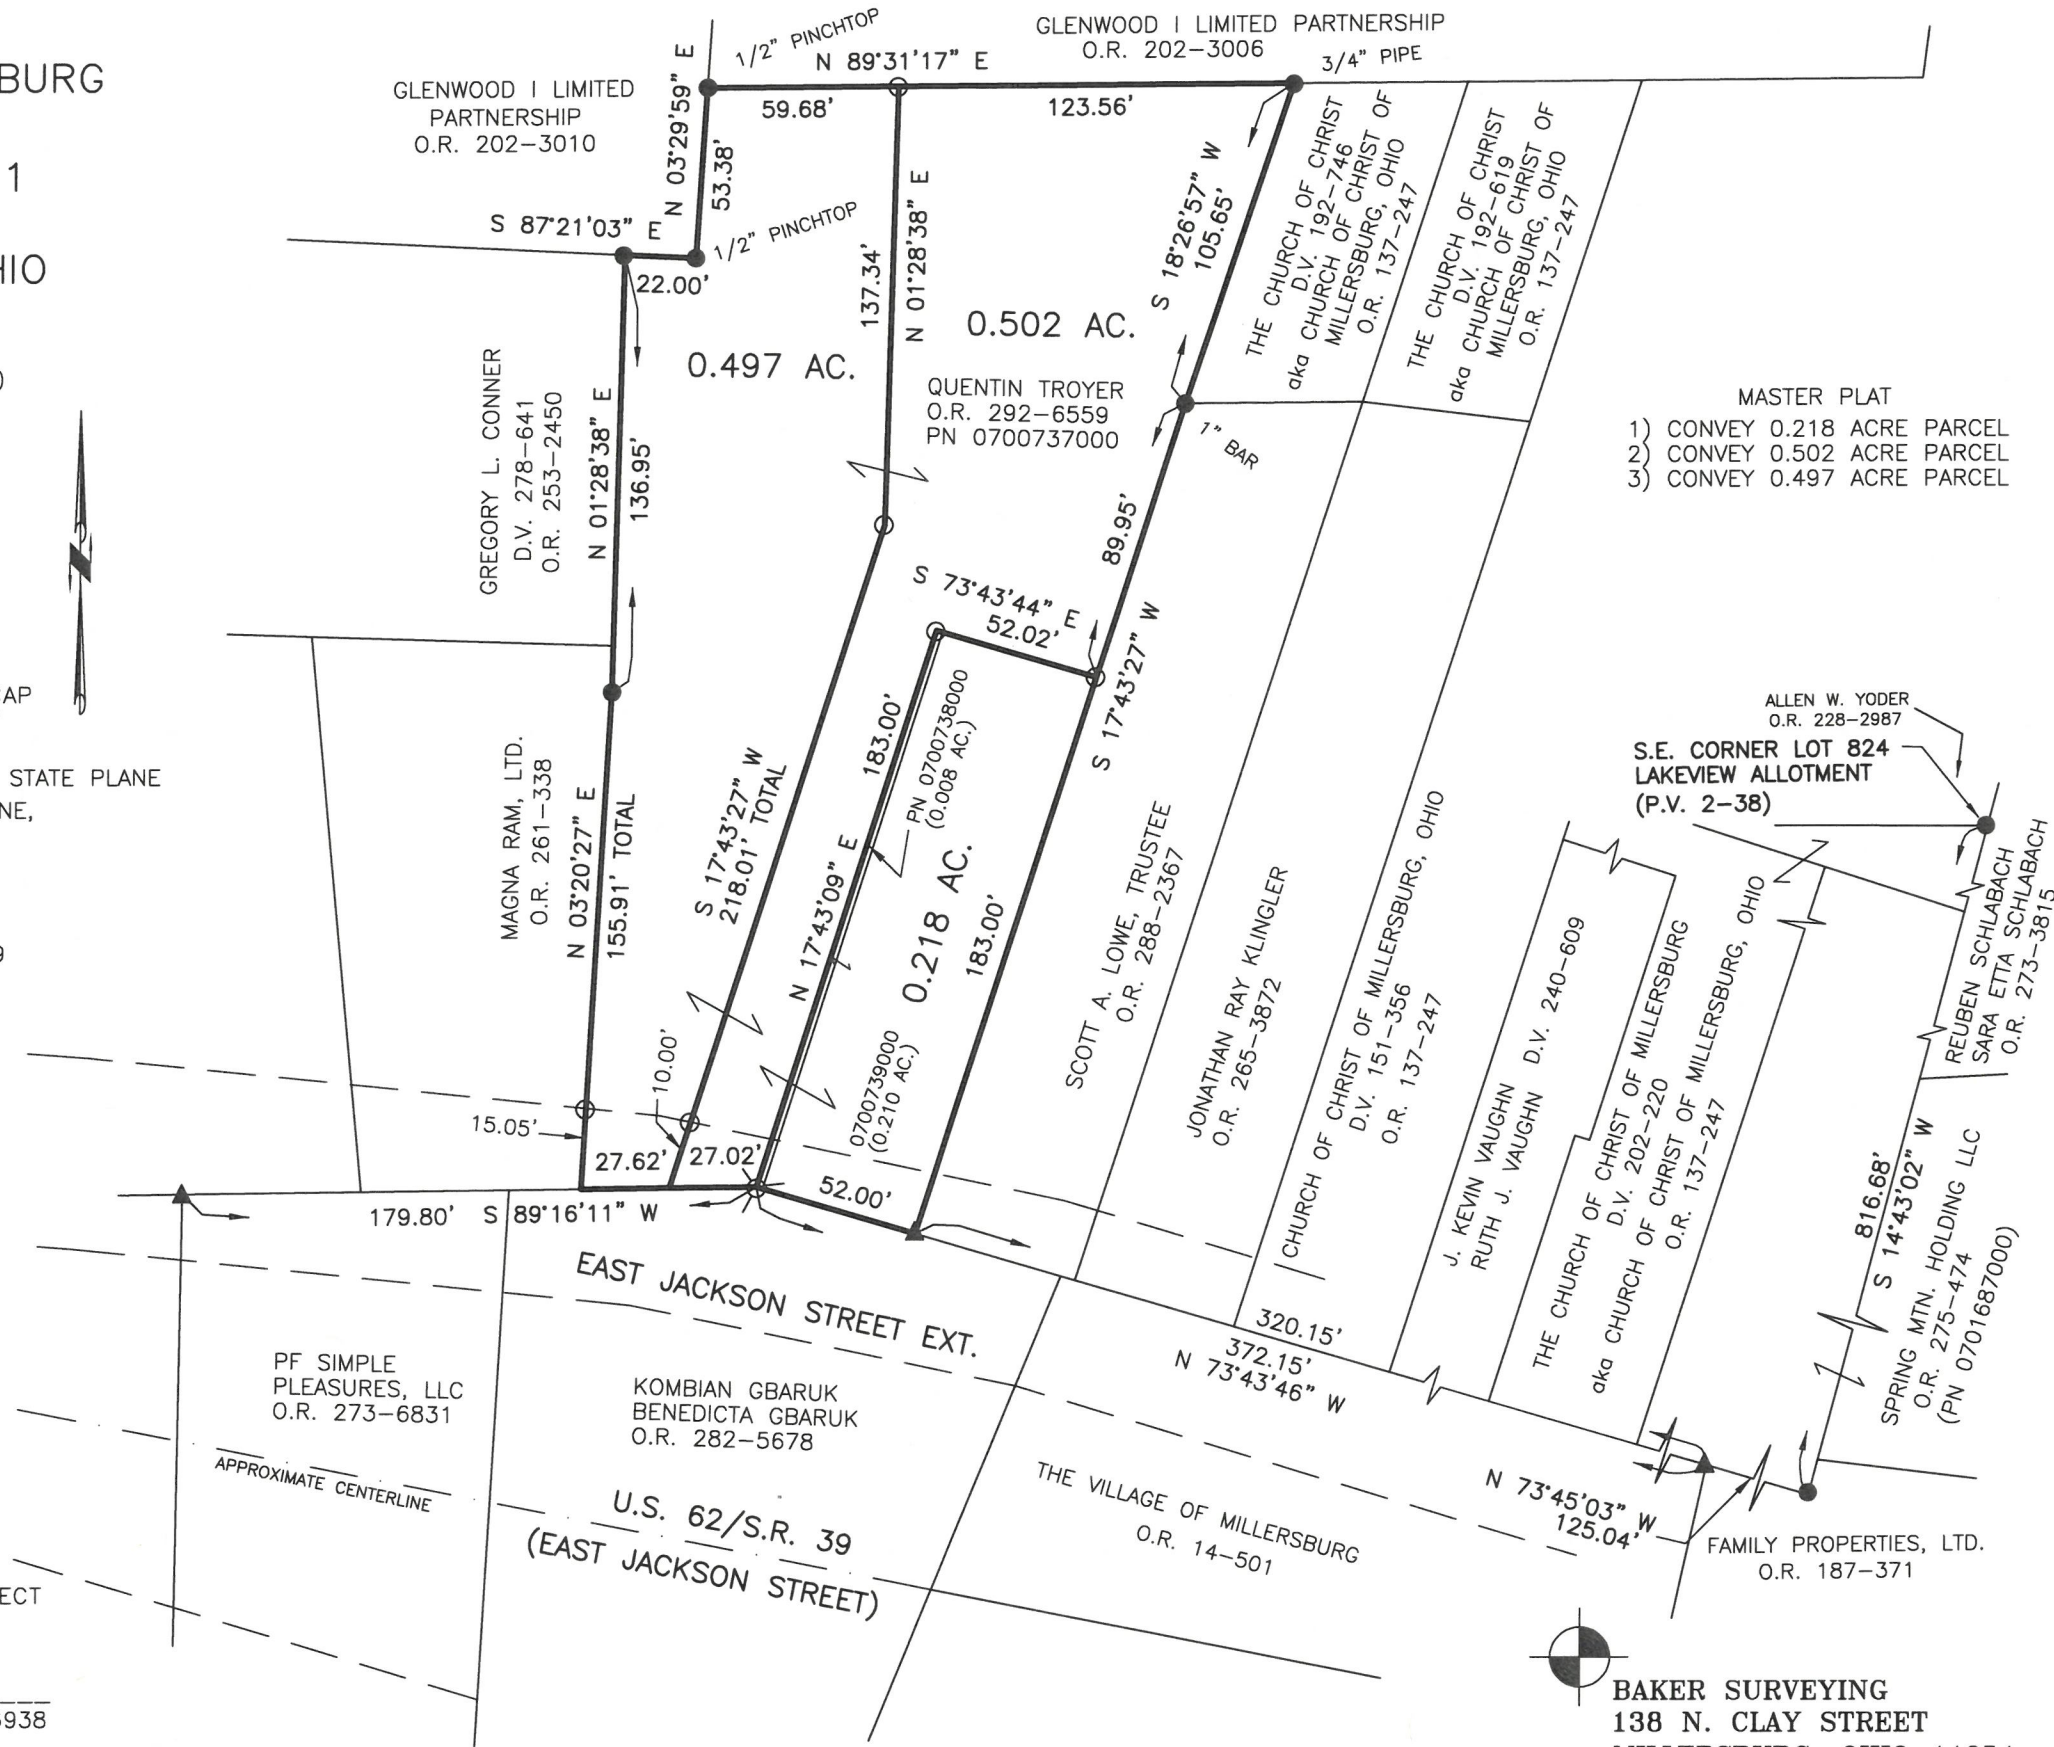 BURG
1
HIO
)
AP
STATE PLANE
NE,
9
ECT
5938
GLENWOOD I LIMITED
PARTNERSHIP
O.R. 202-3010
N 03°29'59" E
53.38'
1/2" PINCHTOP
N 89°31'17" E
59.68'
GLENWOOD I LIMITED PARTNERSHIP
O.R. 202-3006
123.56'
3/4" PIPE
S 87°21'03" E
22.00'
1/2" PINCHTOP
137.34'
N 01°28'38" E
0.502 AC.
0.497 AC.
S 18°26'57" W
105.65'
THE CHURCH OF CHRIST
D.V. 192-746
aka CHURCH OF CHRIST OF
MILLERSBURG, OHIO
O.R. 137-247
THE CHURCH OF CHRIST
D.V. 192-619
aka CHURCH OF CHRIST OF
MILLERSBURG, OHIO
O.R. 137-247
GREGORY L. CONNER
D.V. 278-641
O.R. 253-2450
N 01°28'38" E
136.95'
QUENTIN TROYER
O.R. 292-6559
PN 0700737000
1" BAR
MASTER PLAT
1) CONVEY 0.218 ACRE PARCEL
2) CONVEY 0.502 ACRE PARCEL
3) CONVEY 0.497 ACRE PARCEL
89.95'
S 73°43'44" E
52.02'
S 17°43'27" W
183.00'
PN 0700738000
(0.008 AC.)
MAGNA RAM, LTD.
O.R. 261-338
N 03°20'27" E
155.91' TOTAL
S 17°43'27" W
218.01' TOTAL
N 17°43'09" E
0.218 AC.
183.00'
0700739000
(0.210 AC.)
SCOTT A. LOWE, TRUSTEE
O.R. 288-2367
JONATHAN RAY KLINGLER
O.R. 265-3872
CHURCH OF CHRIST OF MILLERSBURG, OHIO
D.V. 151-356
O.R. 137-247
J. KEVIN VAUGHN
RUTH J. VAUGHN D.V. 240-609
THE CHURCH OF CHRIST OF MILLERSBURG
D.V. 202-220
aka CHURCH OF CHRIST OF MILLERSBURG, OHIO
O.R. 137-247
ALLEN W. YODER
O.R. 228-2987
S.E. CORNER LOT 824
LAKEVIEW ALLOTMENT
(P.V. 2-38)
REUBEN SCHLABACH
SARA ETTA SCHLABACH
O.R. 273-3815
816.68'
S 14°43'02" W
SPRING MTN. HOLDING LLC
O.R. 275-474
(PN 0701687000)
15.05'
10.00'
27.62'
27.02'
52.00'
179.80'
S 89°16'11" W
EAST JACKSON STREET EXT.
320.15'
372.15'
N 73°43'46" W
PF SIMPLE
PLEASURES, LLC
O.R. 273-6831
KOMBIAN GBARUK
BENEDICTA GBARUK
O.R. 282-5678
APPROXIMATE CENTERLINE
U.S. 62/S.R. 39
(EAST JACKSON STREET)
THE VILLAGE OF MILLERSBURG
O.R. 14-501
N 73°45'03" W
125.04'
FAMILY PROPERTIES, LTD.
O.R. 187-371
BAKER SURVEYING
138 N. CLAY STREET